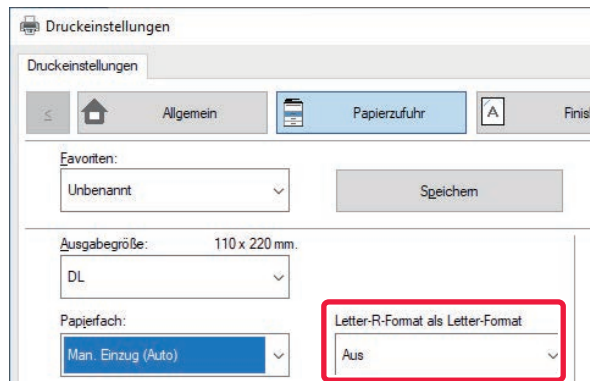 Druckeinstellungen
Druckeinstellungen
≤ Allgemein Papierzufuhr A
Favoriten:
Unbenannt Speichern
Ausgabegröße: 110 x 220 mm.
DL
Papierfach: Letter-R-Format als Letter-Format
Man. Einzug (Auto) Aus